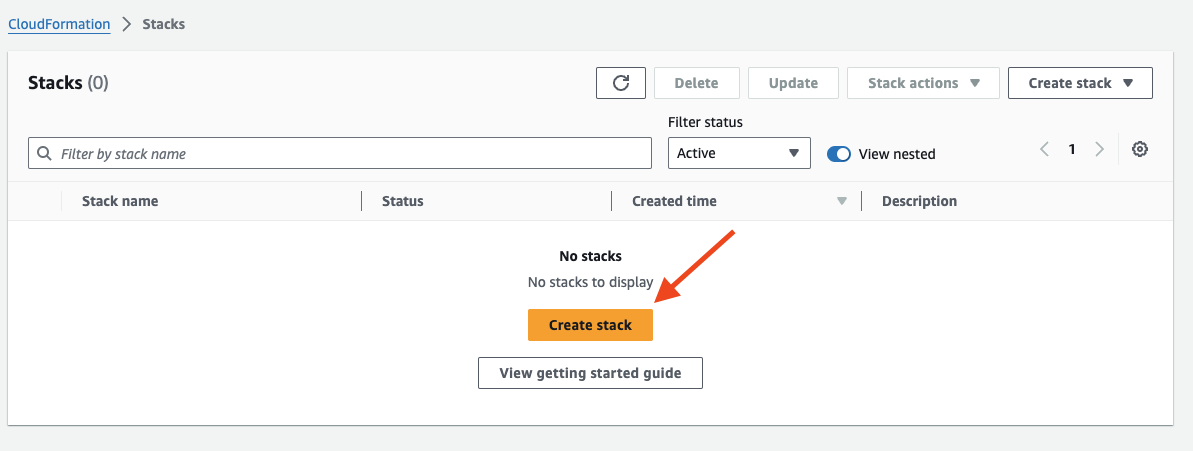 CloudFormation > Stacks
Stacks (0)
Delete
Update
Stack actions
Create stack
Filter by stack name
Filter status
Active
View nested
1
Stack name
Status
Created time
Description
No stacks
No stacks to display
Create stack
View getting started guide